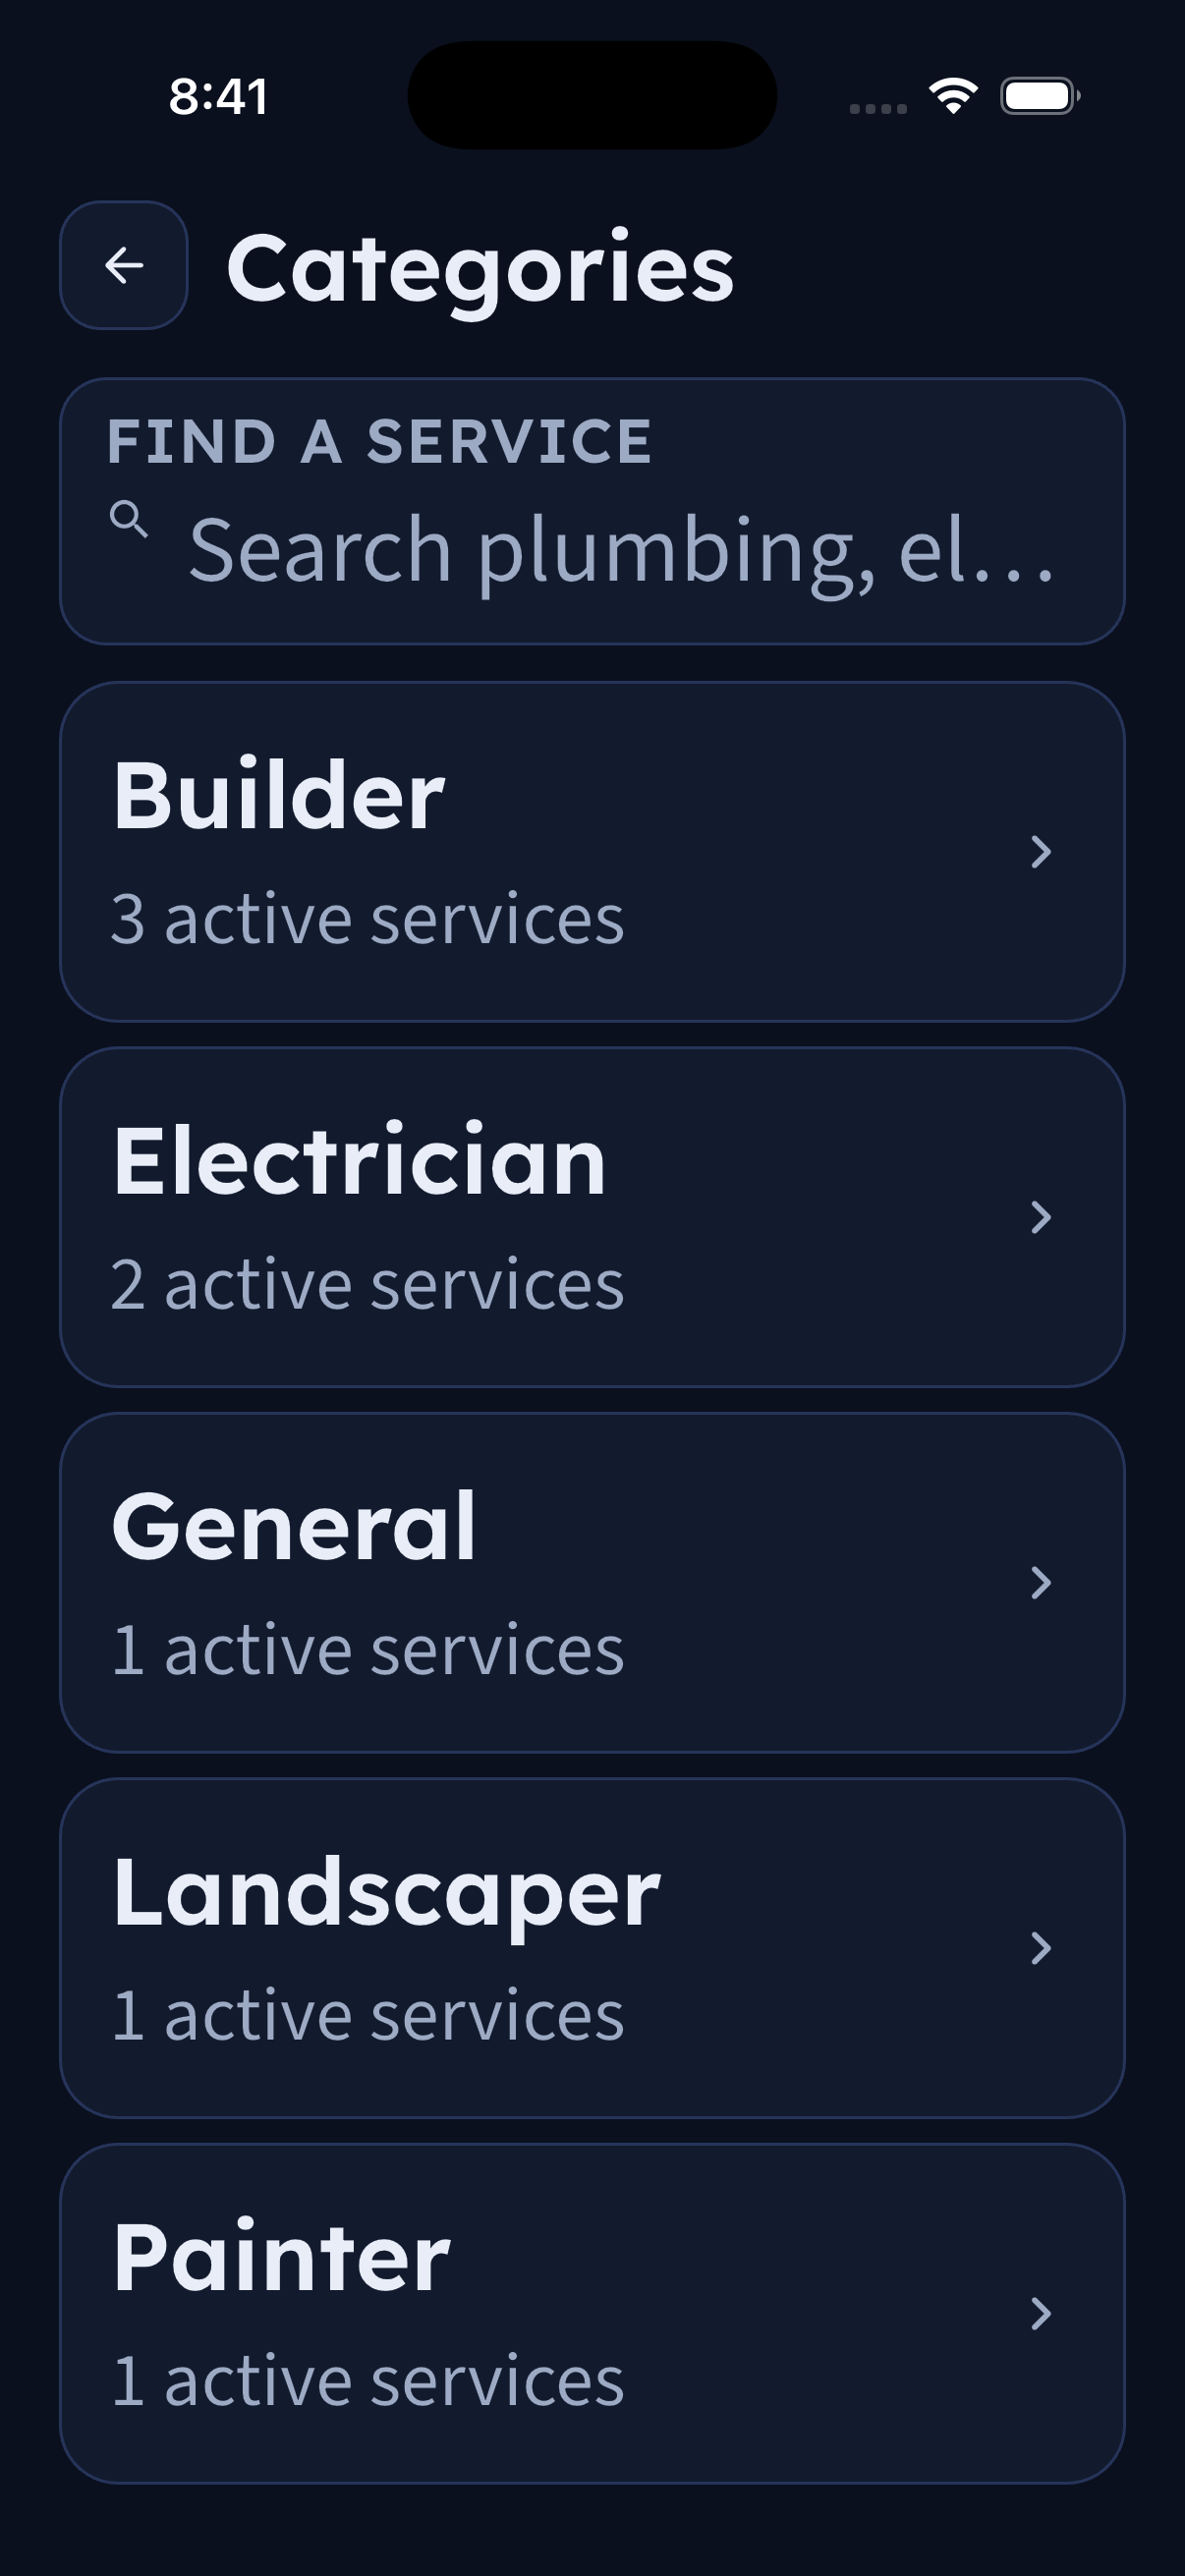 8:41
Categories
FIND A SERVICE
Search plumbing, el...
Builder
3 active services
Electrician
2 active services
General
1 active services
Landscaper
1 active services
Painter
1 active services